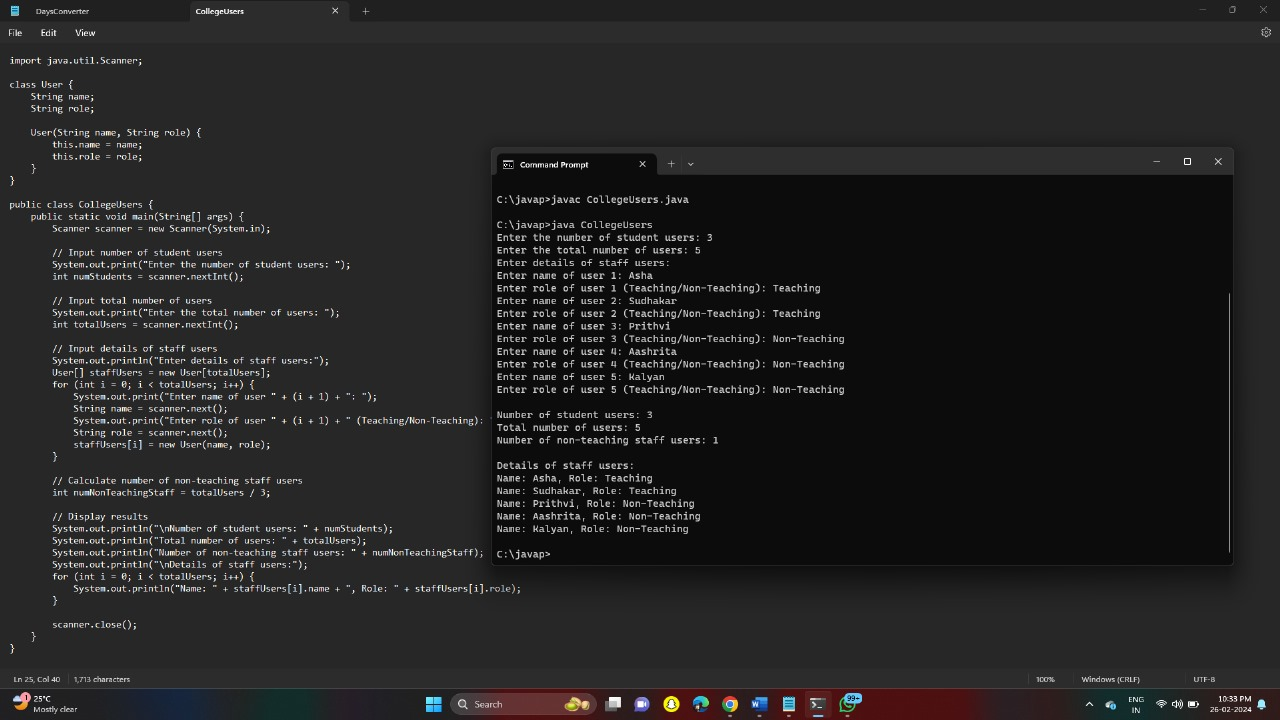 DaysConverter
CollegeUsers
File Edit View
import java.util.Scanner;
class User {
String name;
String role;
User(String name, String role) {
this.name = name;
this.role = role;
}
}
public class CollegeUsers {
public static void main(String[] args) {
Scanner scanner = new Scanner(System.in);
// Input number of student users
System.out.print("Enter the number of student users: ");
int numStudents = scanner.nextInt();
// Input total number of users
System.out.print("Enter the total number of users: ");
int totalUsers = scanner.nextInt();
// Input details of staff users
System.out.println("Enter details of staff users:");
User[] staffUsers = new User[totalUsers];
for (int i = 0; i < totalUsers; i++) {
System.out.print("Enter name of user " + (i + 1) + ": ");
String name = scanner.next();
System.out.print("Enter role of user " + (i + 1) + " (Teaching/Non-Teaching):
String role = scanner.next();
staffUsers[i] = new User(name, role);
}
// Calculate number of non-teaching staff users
int numNonTeachingStaff = totalUsers / 3;
// Display results
System.out.println("\nNumber of student users: " + numStudents);
System.out.println("Total number of users: " + totalUsers);
System.out.println("Number of non-teaching staff users: " + numNonTeachingStaff);
System.out.println("\nDetails of staff users:");
for (int i = 0; i < totalUsers; i++) {
System.out.println("Name: " + staffUsers[i].name + ", Role: " + staffUsers[i].role);
}
scanner.close();
}
}
Command Prompt
C:\javap>javac CollegeUsers.java
C:\javap>java CollegeUsers
Enter the number of student users: 3
Enter the total number of users: 5
Enter details of staff users:
Enter name of user 1: Asha
Enter role of user 1 (Teaching/Non-Teaching): Teaching
Enter name of user 2: Sudhakar
Enter role of user 2 (Teaching/Non-Teaching): Teaching
Enter name of user 3: Prithvi
Enter role of user 3 (Teaching/Non-Teaching): Non-Teaching
Enter name of user 4: Aashrita
Enter role of user 4 (Teaching/Non-Teaching): Non-Teaching
Enter name of user 5: Kalyan
Enter role of user 5 (Teaching/Non-Teaching): Non-Teaching
Number of student users: 3
Total number of users: 5
Number of non-teaching staff users: 1
Details of staff users:
Name: Asha, Role: Teaching
Name: Sudhakar, Role: Teaching
Name: Prithvi, Role: Non-Teaching
Name: Aashrita, Role: Non-Teaching
Name: Kalyan, Role: Non-Teaching
C:\javap>
Ln 25, Col 40 1,713 characters 100% Windows (CRLF) UTF-8
1
25°C
Mostly clear
Search
99+
ENG
IN
10:33 PM
26-02-2024